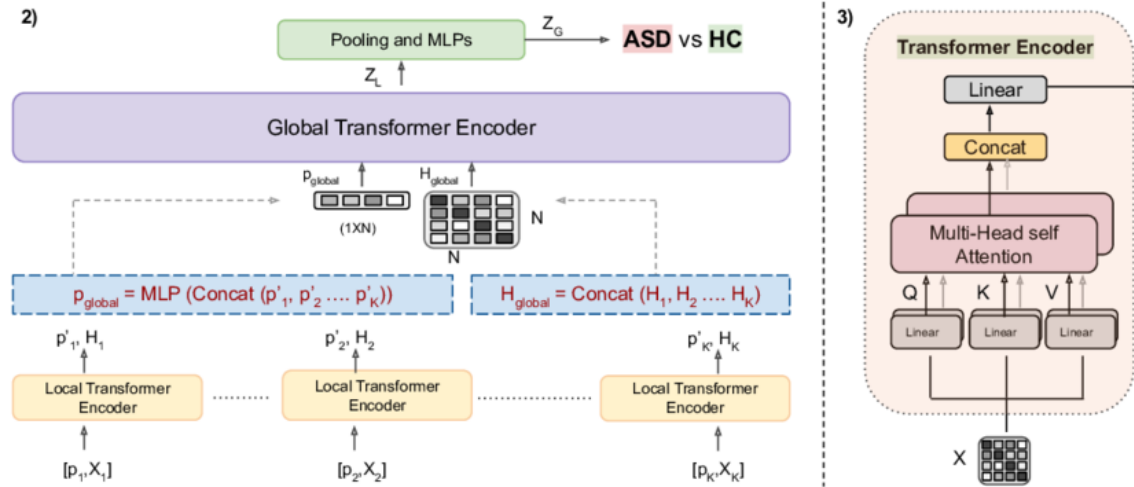 2)
Pooling and MLPs
Z_G
ASD vs HC
Z_L
Global Transformer Encoder
p_global
H_global
(1XN)
N
N
p_global = MLP (Concat (p'_1, p'_2 .... p'_K))
H_global = Concat (H_1, H_2 .... H_K)
p'_1, H_1
p'_2, H_2
p'_K, H_K
Local Transformer
Encoder
Local Transformer
Encoder
Local Transformer
Encoder
[p_1,X_1]
[p_2,X_2]
[p_K,X_K]
3)
Transformer Encoder
Linear
Concat
Multi-Head self
Attention
Q
K
V
Linear
Linear
Linear
X